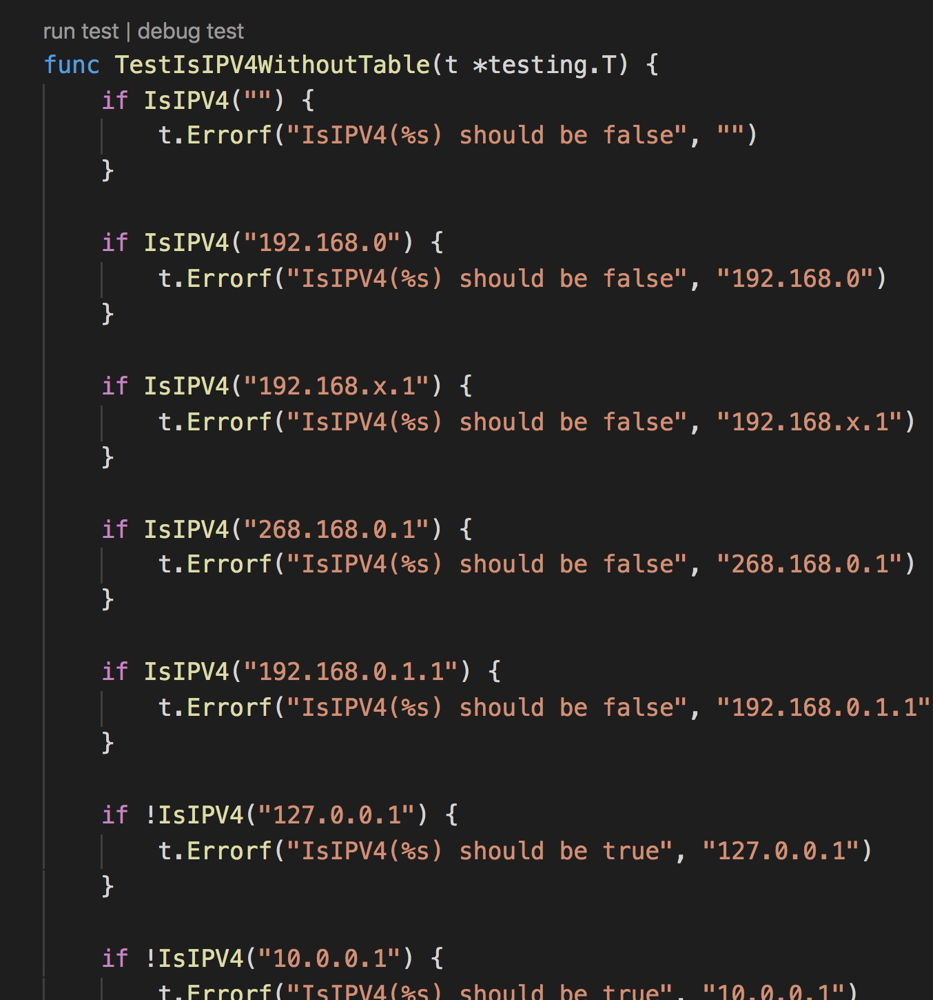 run test | debug test
func TestIsIPV4WithoutTable(t *testing.T) {
if IsIPV4("") {
t.Errorf("IsIPV4(%s) should be false", "")
}
if IsIPV4("192.168.0") {
t.Errorf("IsIPV4(%s) should be false", "192.168.0")
}
if IsIPV4("192.168.x.1") {
t.Errorf("IsIPV4(%s) should be false", "192.168.x.1")
}
if IsIPV4("268.168.0.1") {
t.Errorf("IsIPV4(%s) should be false", "268.168.0.1")
}
if IsIPV4("192.168.0.1.1") {
t.Errorf("IsIPV4(%s) should be false", "192.168.0.1.1"
}
if !IsIPV4("127.0.0.1") {
t.Errorf("IsIPV4(%s) should be true", "127.0.0.1")
}
if !IsIPV4("10.0.0.1") {
t.Errorf("IsIPV4(%s) should be true", "10.0.0.1")